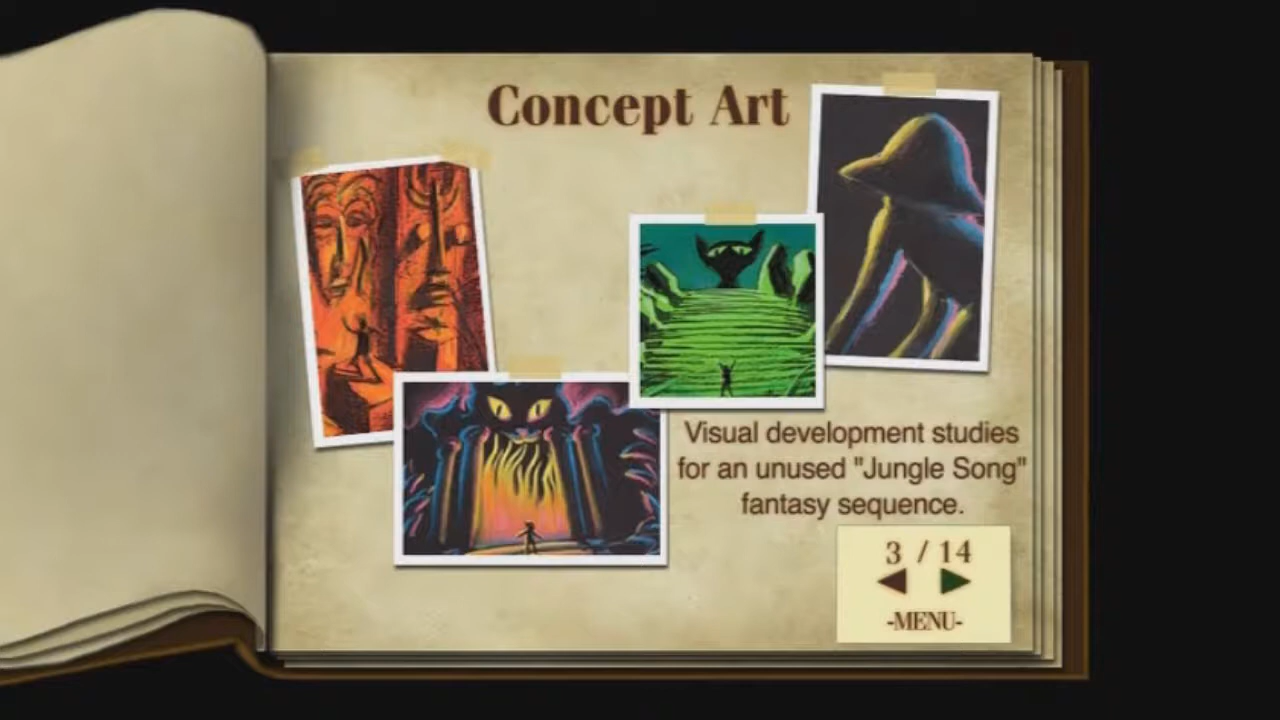 Concept Art
Visual development studies
for an unused "Jungle Song"
fantasy sequence.
3 / 14
-MENU-